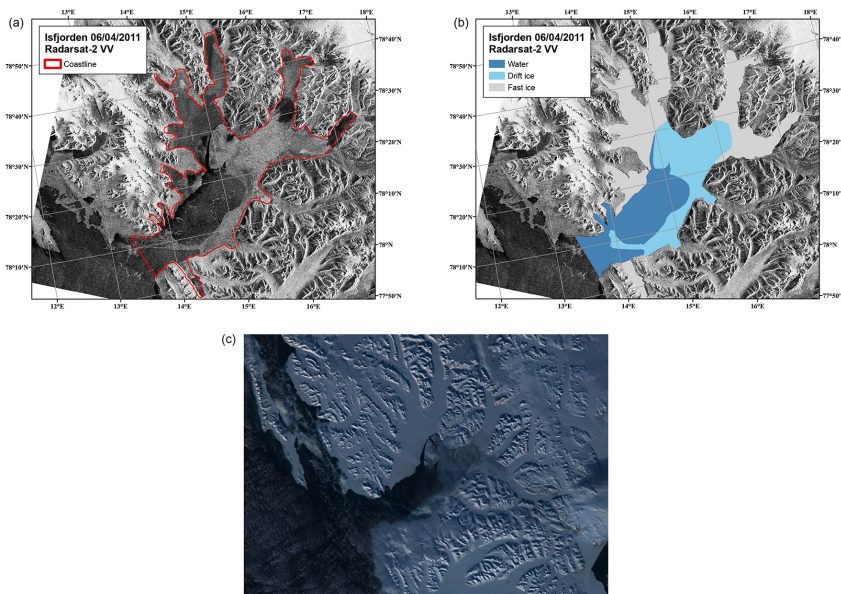 (a)
13°E 14°E 15°E 16°E 17°E
Isfjorden 06/04/2011
Radarsat-2 VV
Coastline
78°50'N
78°40'N
78°30'N
78°20'N
78°10'N
78°40'N
78°30'N
78°20'N
78°10'N
78°N
77°50'N
12°E 13°E 14°E 15°E 16°E
(b)
13°E 14°E 15°E 16°E 17°E
Isfjorden 06/04/2011
Radarsat-2 VV
Water
Drift ice
Fast ice
78°50'N
78°40'N
78°30'N
78°20'N
78°10'N
78°40'N
78°30'N
78°20'N
78°10'N
78°N
77°50'N
12°E 13°E 14°E 15°E 16°E
(c)